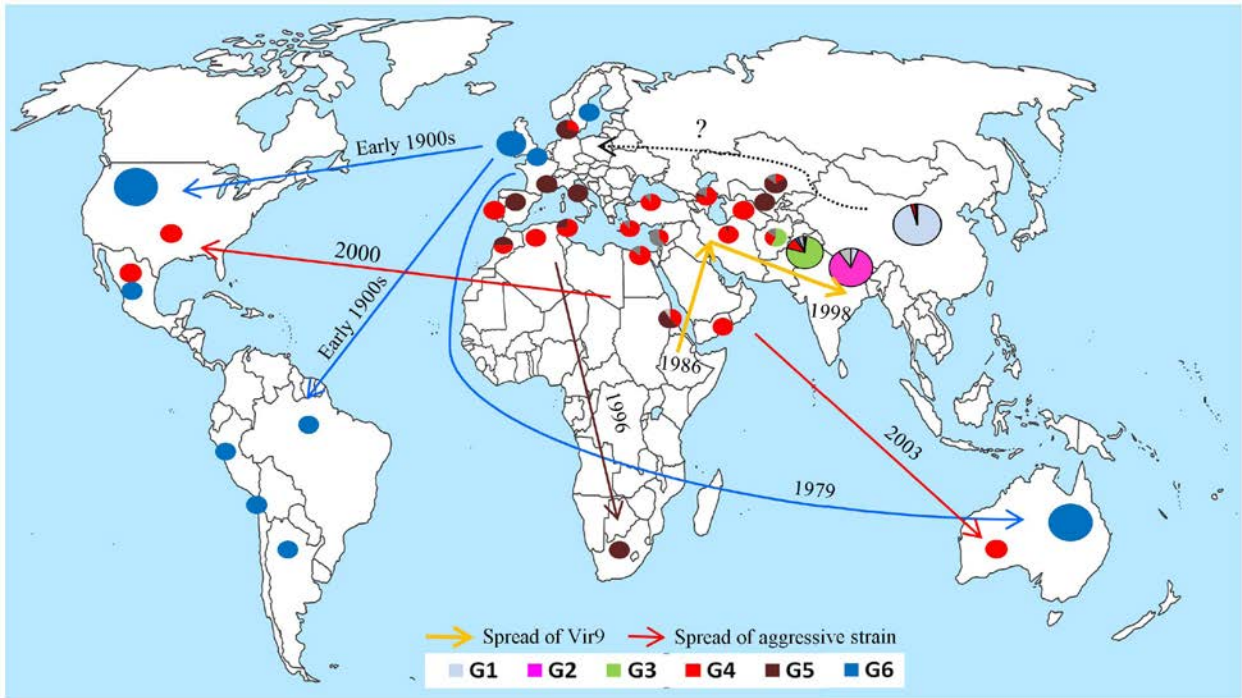 ?
Early 1900s
2000
Early 1900s
1996
1986
1998
2003
1979
Spread of Vir9
Spread of aggressive strain
G1 G2 G3 G4 G5 G6